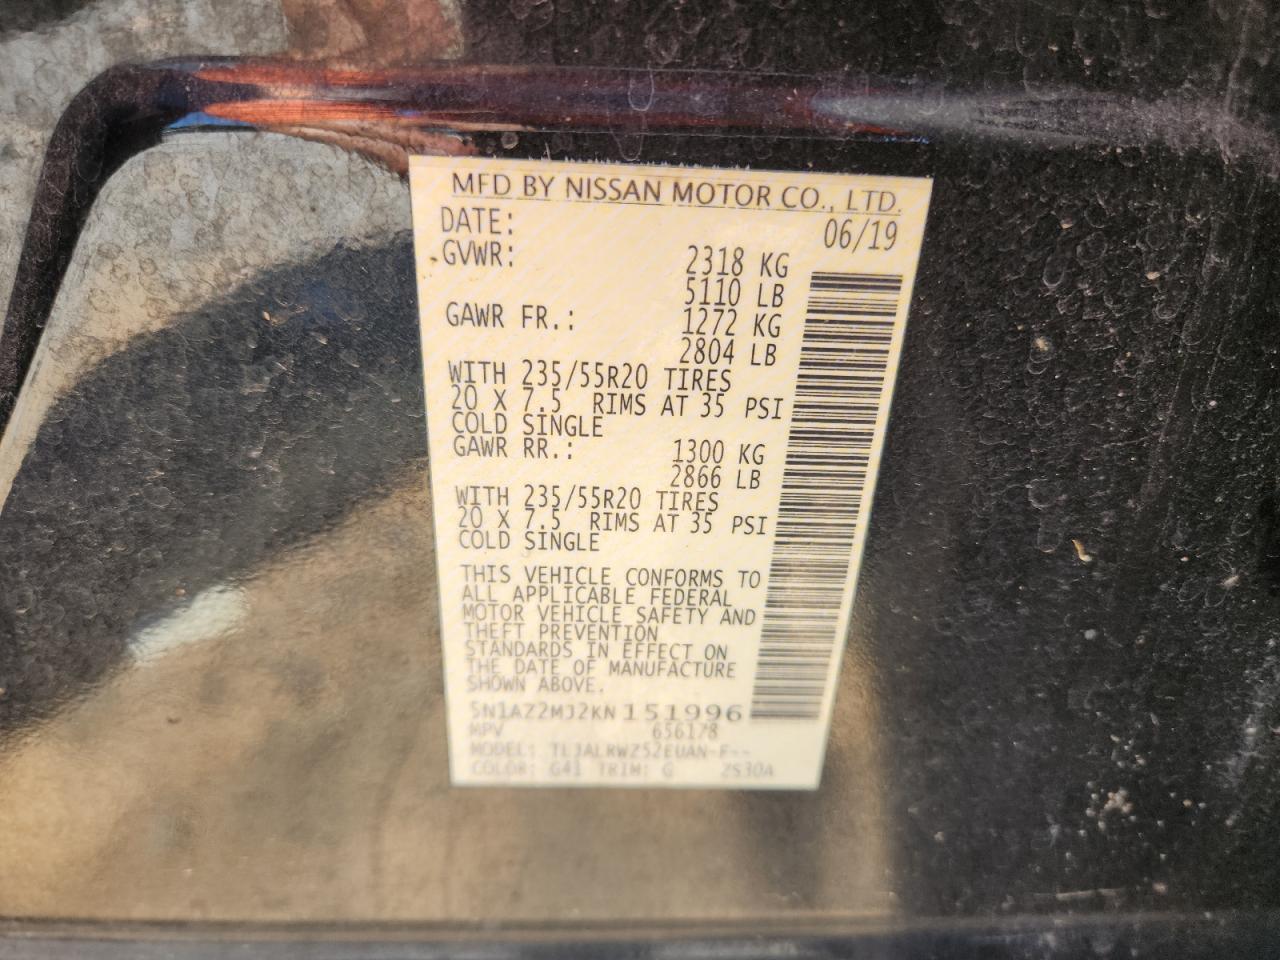 MFD BY NISSAN MOTOR CO., LTD.
DATE: 06/19
GVWR: 2318 KG
5110 LB
GAWR FR.: 1272 KG
2804 LB
WITH 235/55R20 TIRES
20 X 7.5 RIMS AT 35 PSI
COLD SINGLE
GAWR RR.: 1300 KG
2866 LB
WITH 235/55R20 TIRES
20 X 7.5 RIMS AT 35 PSI
COLD SINGLE
THIS VEHICLE CONFORMS TO
ALL APPLICABLE FEDERAL
MOTOR VEHICLE SAFETY AND
THEFT PREVENTION
STANDARDS IN EFFECT ON
THE DATE OF MANUFACTURE
SHOWN ABOVE.
5N1AZ2MJ2KN151996
MPV 656178
MODEL:
COLOR: G41 TRIM: G 2S30A